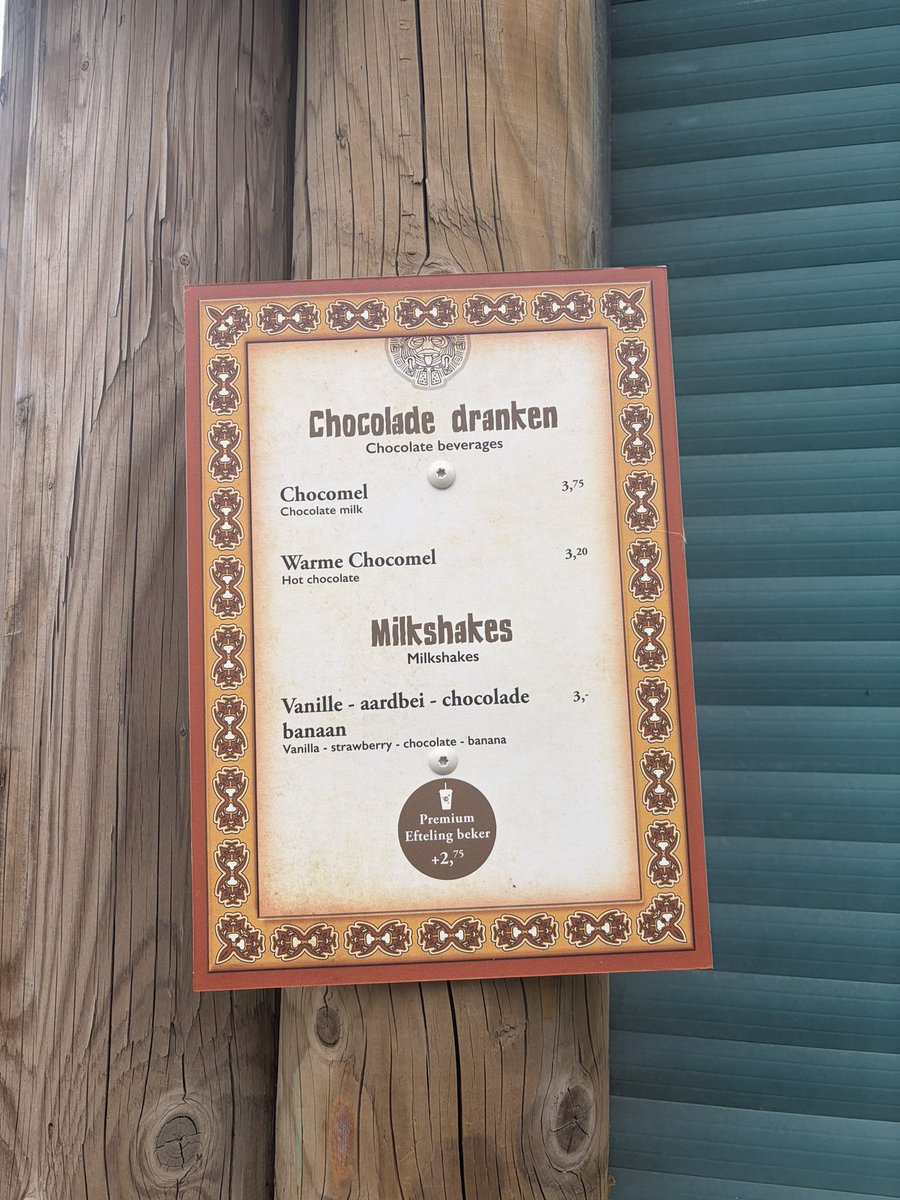 Chocolade dranken
Chocolate beverages
Chocomel 3,75
Chocolate milk
Warme Chocomel 3,20
Hot chocolate
Milkshakes
Milkshakes
Vanille - aardbei - chocolade 3,-
banaan
Vanilla - strawberry - chocolate - banana
Premium
Efteling beker
+2,75